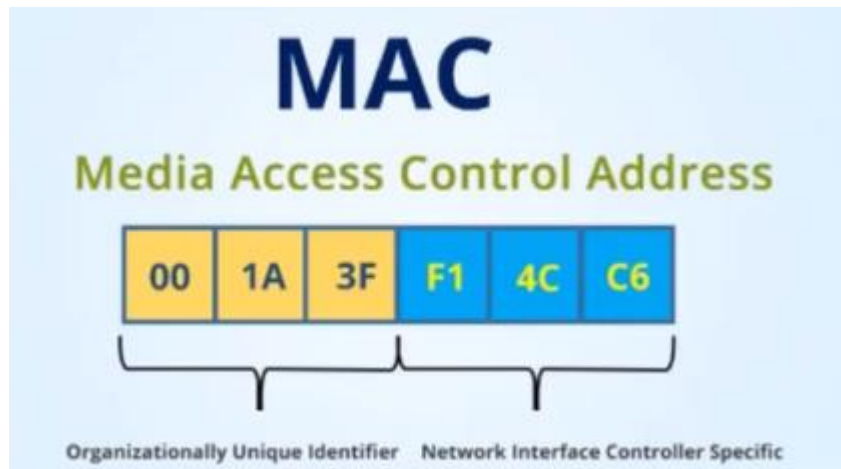 MAC
Media Access Control Address
00 1A 3F F1 4C C6
Organizationally Unique Identifier Network Interface Controller Specific